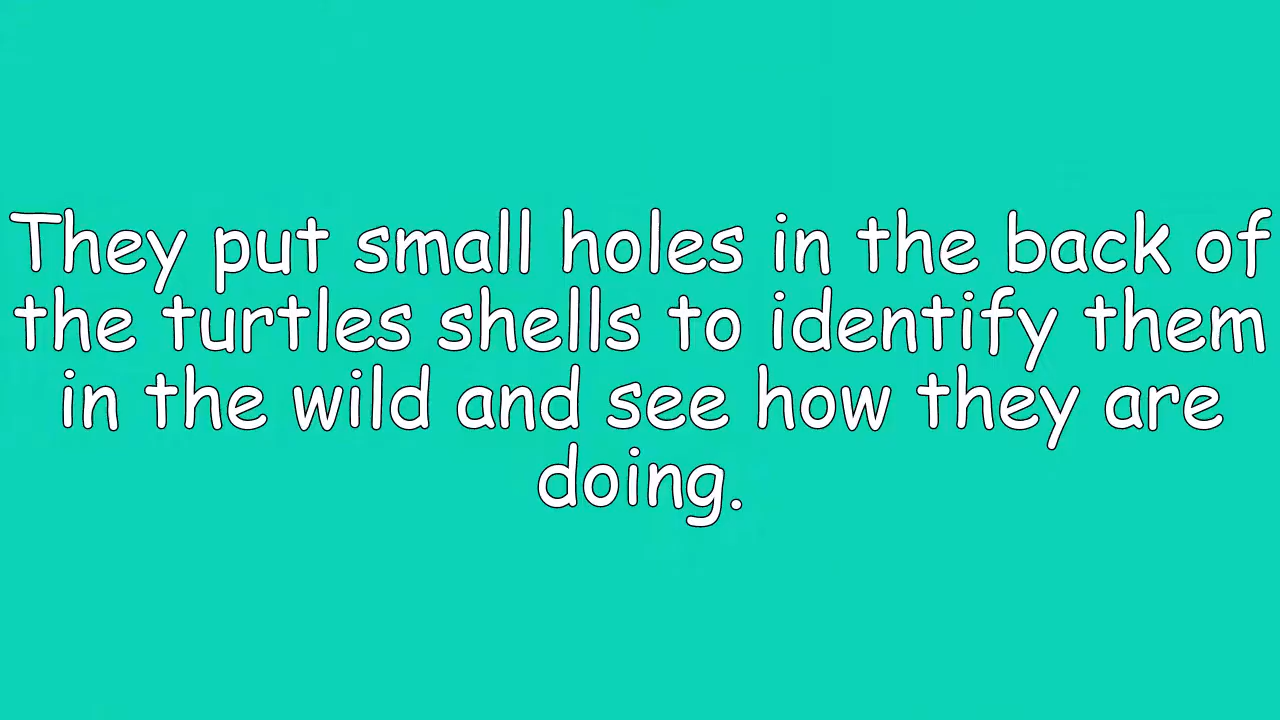 They put small holes in the back of
the turtles shells to identify them
in the wild and see how they are
doing.